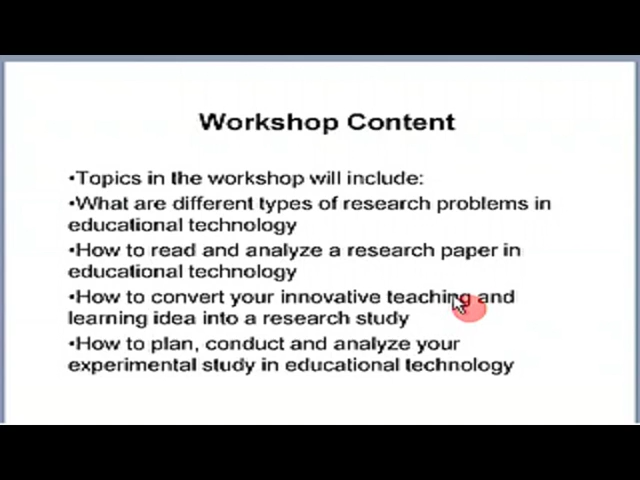 Workshop Content
•Topics in the workshop will include:
•What are different types of research problems in
educational technology
•How to read and analyze a research paper in
educational technology
•How to convert your innovative teaching and
learning idea into a research study
•How to plan, conduct and analyze your
experimental study in educational technology